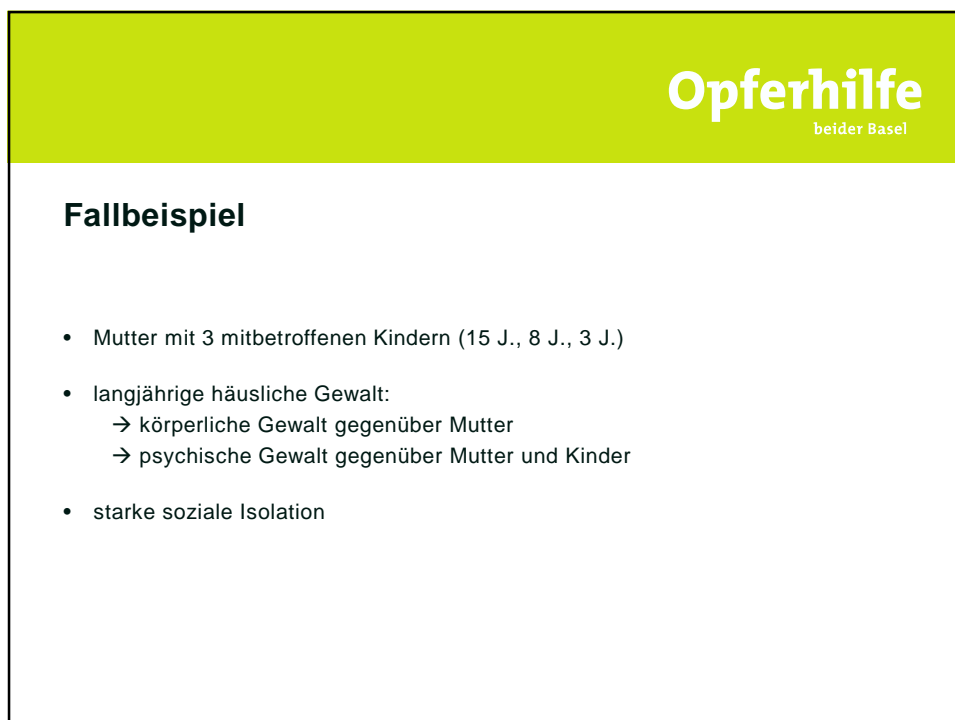 Opferhilfe
beider Basel
Fallbeispiel
• Mutter mit 3 mitbetroffenen Kindern (15 J., 8 J., 3 J.)
• langjährige häusliche Gewalt:
→ körperliche Gewalt gegenüber Mutter
→ psychische Gewalt gegenüber Mutter und Kinder
• starke soziale Isolation